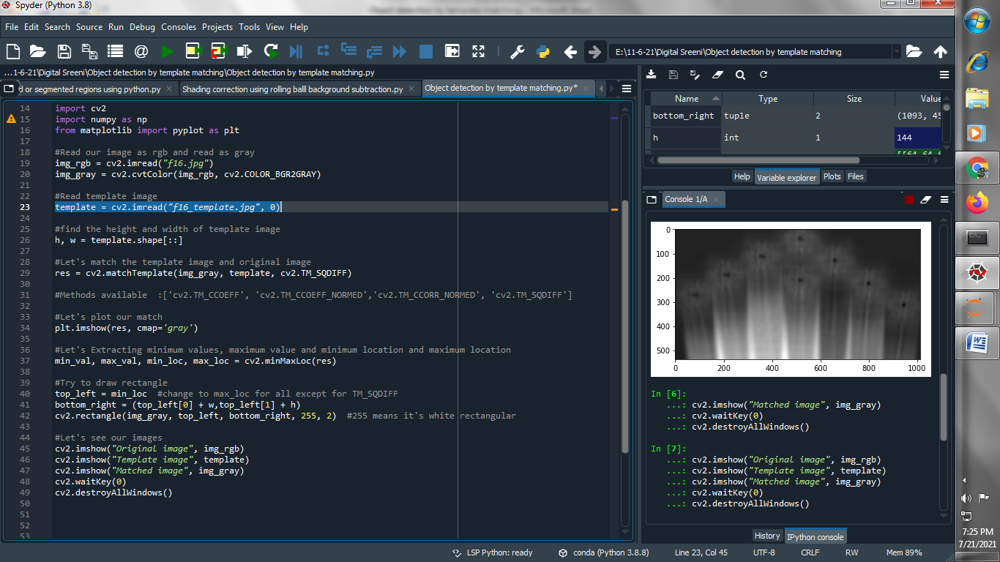 Spyder (Python 3.8)
File Edit Search Source Run Debug Consoles Projects Tools View Help
E:\11-6-21\Digital Sreeni\Object detection by template matching
...1-6-21\Digital Sreeni\Object detection by template matching\Object detection by template matching.py
d or segmented regions using python.py
Shading correction using rolling balll background subtraction.py
Object detection by template matching.py*
14 import cv2
15 import numpy as np
16 from matplotlib import pyplot as plt
17
18 #Read our image as rgb and read as gray
19 img_rgb = cv2.imread("f16.jpg")
20 img_gray = cv2.cvtColor(img_rgb, cv2.COLOR_BGR2GRAY)
21
22 #Read template image
23 template = cv2.imread("f16_template.jpg", 0)
24
25 #find the height and width of template image
26 h, w = template.shape[::]
27
28 #Let's match the template image and original image
29 res = cv2.matchTemplate(img_gray, template, cv2.TM_SQDIFF)
30
31 #Methods available  :['cv2.TM_CCOEFF', 'cv2.TM_CCOEFF_NORMED','cv2.TM_CCORR_NORMED', 'cv2.TM_SQDIFF']
32
33 #Let's plot our match
34 plt.imshow(res, cmap='gray')
35
36 #Let's Extracting minimum values, maximum value and minimum location and maximum location
37 min_val, max_val, min_loc, max_loc = cv2.minMaxLoc(res)
38
39 #Try to draw rectangle
40 top_left = min_loc  #change to max_loc for all except for TM_SQDIFF
41 bottom_right = (top_left[0] + w,top_left[1] + h)
42 cv2.rectangle(img_gray, top_left, bottom_right, 255, 2)  #255 means it's white rectangular
43
44 #Let's see our images
45 cv2.imshow("Original image", img_rgb)
46 cv2.imshow("Template image", template)
47 cv2.imshow("Matched image", img_gray)
48 cv2.waitKey(0)
49 cv2.destroyAllWindows()
50
51
52
53
Name Type Size Value
bottom_right tuple 2 (1093, 45
h int 1 144
Help Variable explorer Plots Files
Console 1/A
0
100
200
300
400
500
0 200 400 600 800 1000
In [6]:
...: cv2.imshow("Matched image", img_gray)
...: cv2.waitKey(0)
...: cv2.destroyAllWindows()
In [7]:
...: cv2.imshow("Original image", img_rgb)
...: cv2.imshow("Template image", template)
...: cv2.imshow("Matched image", img_gray)
...: cv2.waitKey(0)
...: cv2.destroyAllWindows()
History IPython console
LSP Python: ready conda (Python 3.8.8) Line 23, Col 45 UTF-8 CRLF RW Mem 89%
7:25 PM
7/21/2021